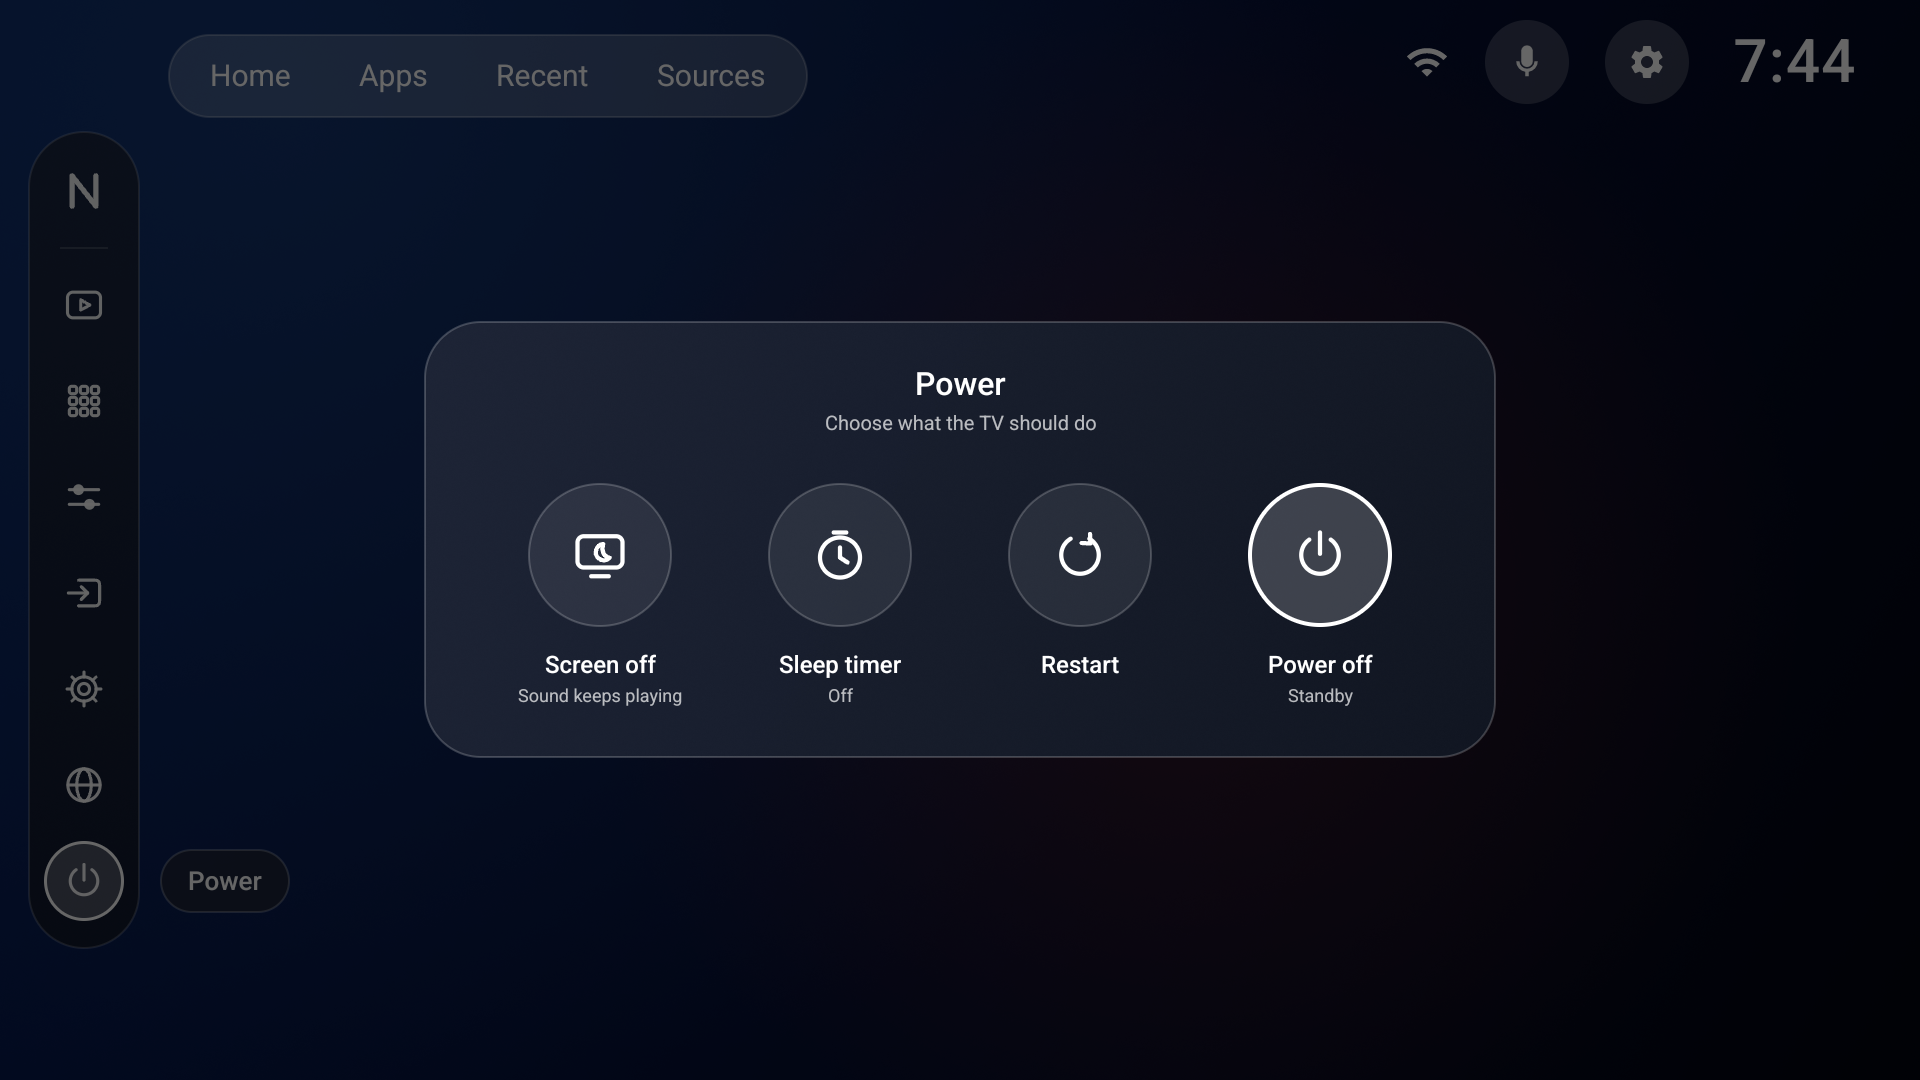 Home
Apps
Recent
Sources
7:44
N
Power
Choose what the TV should do
Screen off
Sound keeps playing
Sleep timer
Off
Restart
Power off
Standby
Power